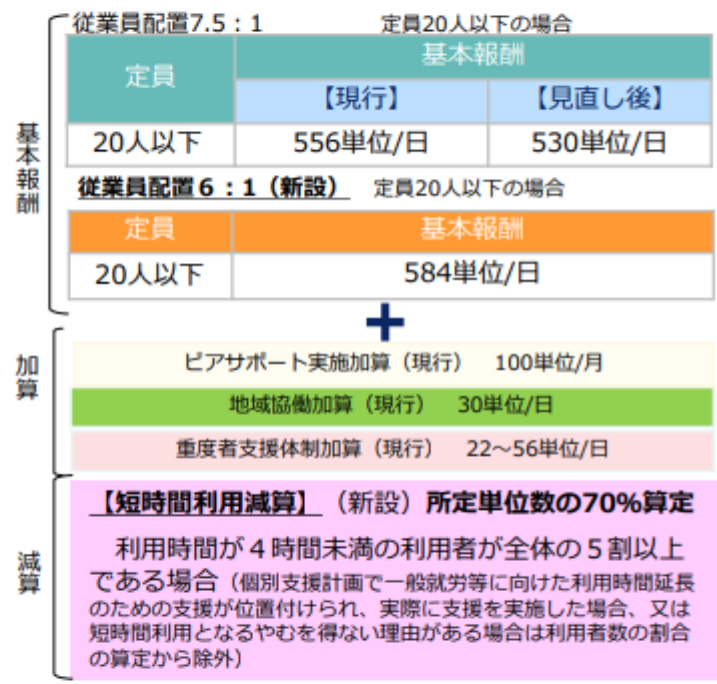 従業員配置7.5：1　定員20人以下の場合
定員　基本報酬
【現行】　【見直し後】
20人以下　556単位/日　530単位/日
従業員配置６：1（新設）　定員20人以下の場合
定員　基本報酬
20人以下　584単位/日
基本報酬
+
加算
ピアサポート実施加算（現行）　100単位/月
地域協働加算（現行）　30単位/日
重度者支援体制加算（現行）　22～56単位/日
減算
【短時間利用減算】（新設）所定単位数の70%算定
利用時間が４時間未満の利用者が全体の５割以上
である場合（個別支援計画で一般就労等に向けた利用時間延長
のための支援が位置付けられ、実際に支援を実施した場合、又は
短時間利用となるやむを得ない理由がある場合は利用者数の割合
の算定から除外）